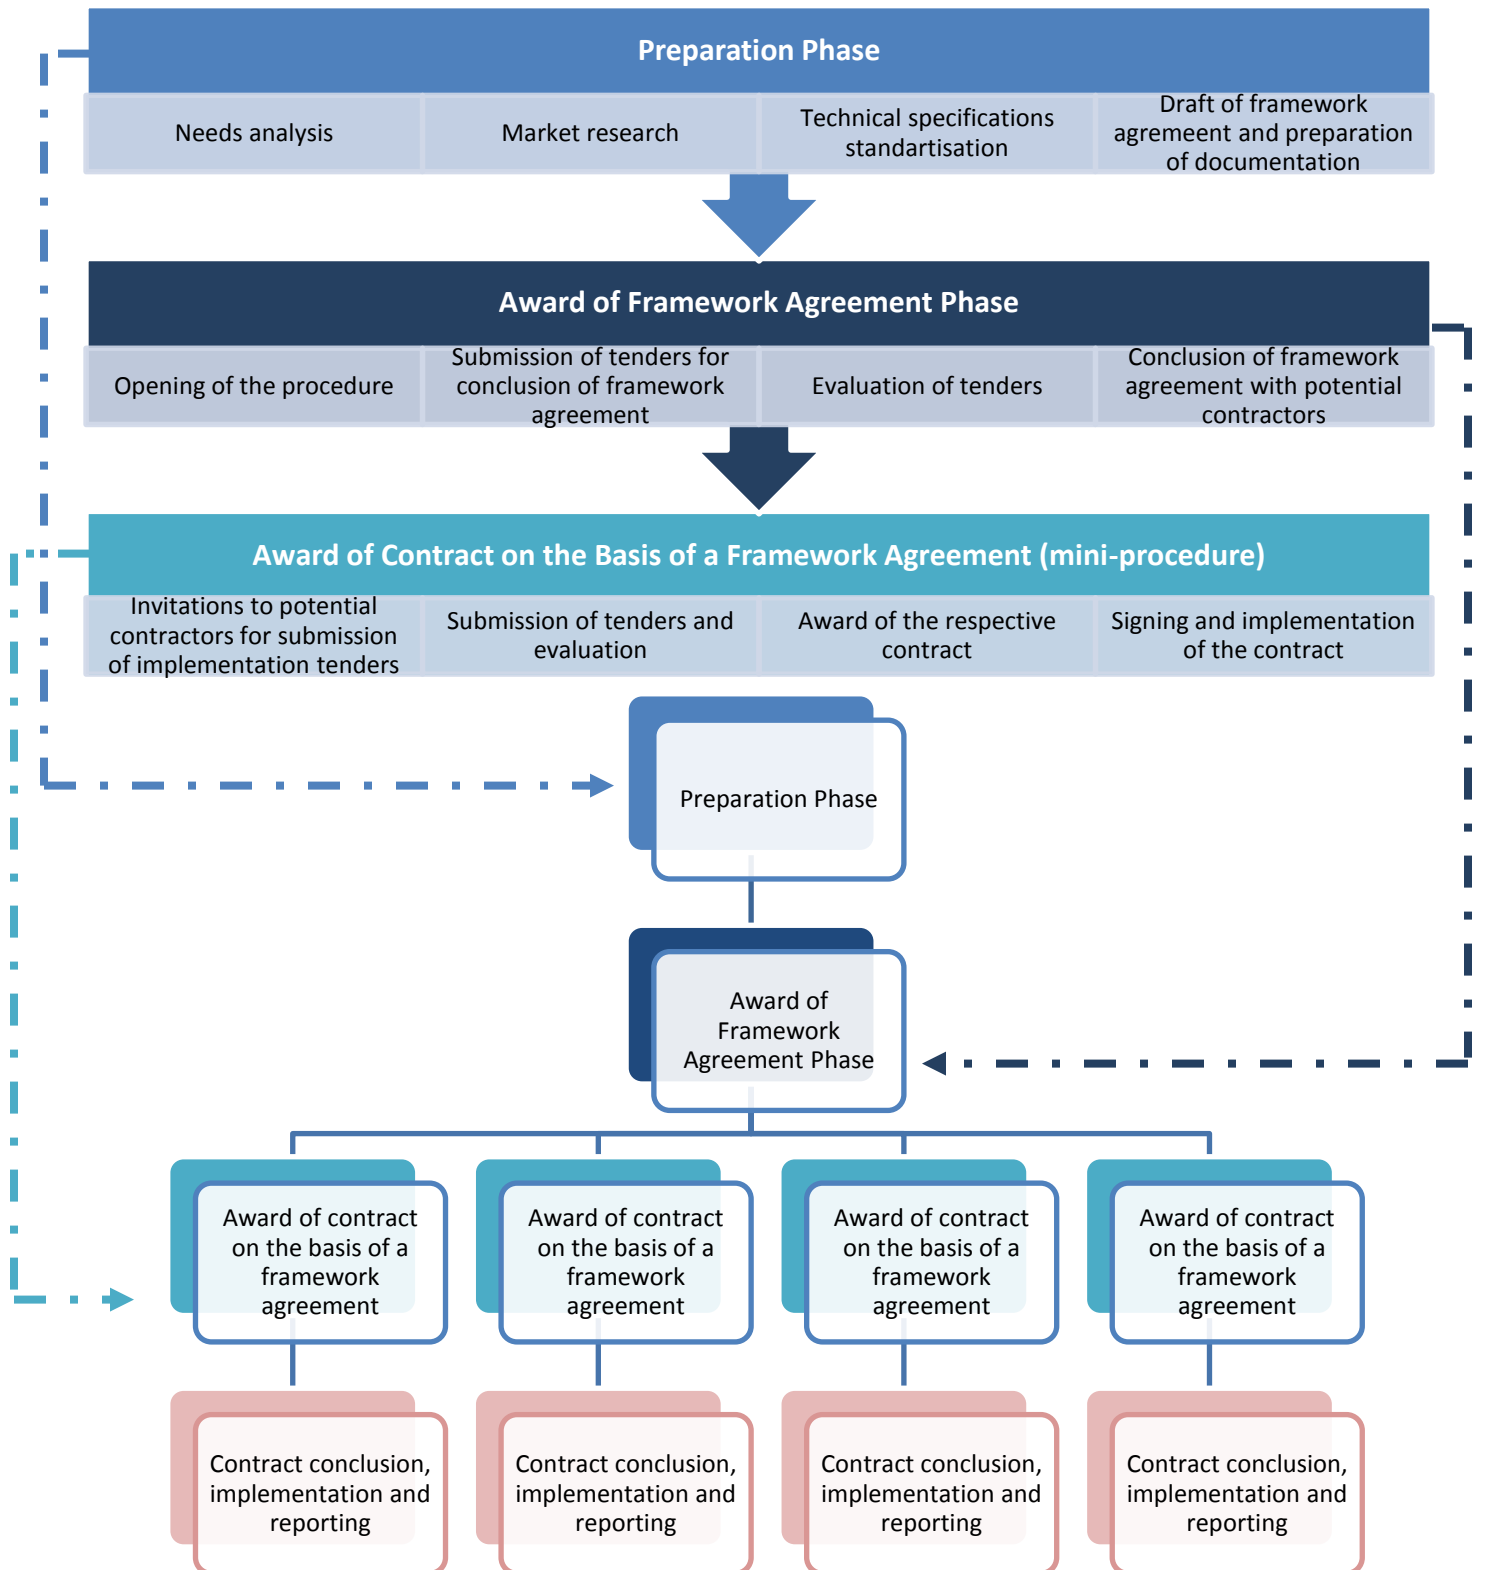 Preparation Phase
Needs analysis
Market research
Technical specifications
standartisation
Draft of framework
agremeent and preparation
of documentation
Award of Framework Agreement Phase
Opening of the procedure
Submission of tenders for
conclusion of framework
agreement
Evaluation of tenders
Conclusion of framework
agreement with potential
contractors
Award of Contract on the Basis of a Framework Agreement (mini-procedure)
Invitations to potential
contractors for submission
of implementation tenders
Submission of tenders and
evaluation
Award of the respective
contract
Signing and implementation
of the contract
Preparation Phase
Award of
Framework
Agreement Phase
Award of contract
on the basis of a
framework
agreement
Award of contract
on the basis of a
framework
agreement
Award of contract
on the basis of a
framework
agreement
Award of contract
on the basis of a
framework
agreement
Contract conclusion,
implementation and
reporting
Contract conclusion,
implementation and
reporting
Contract conclusion,
implementation and
reporting
Contract conclusion,
implementation and
reporting